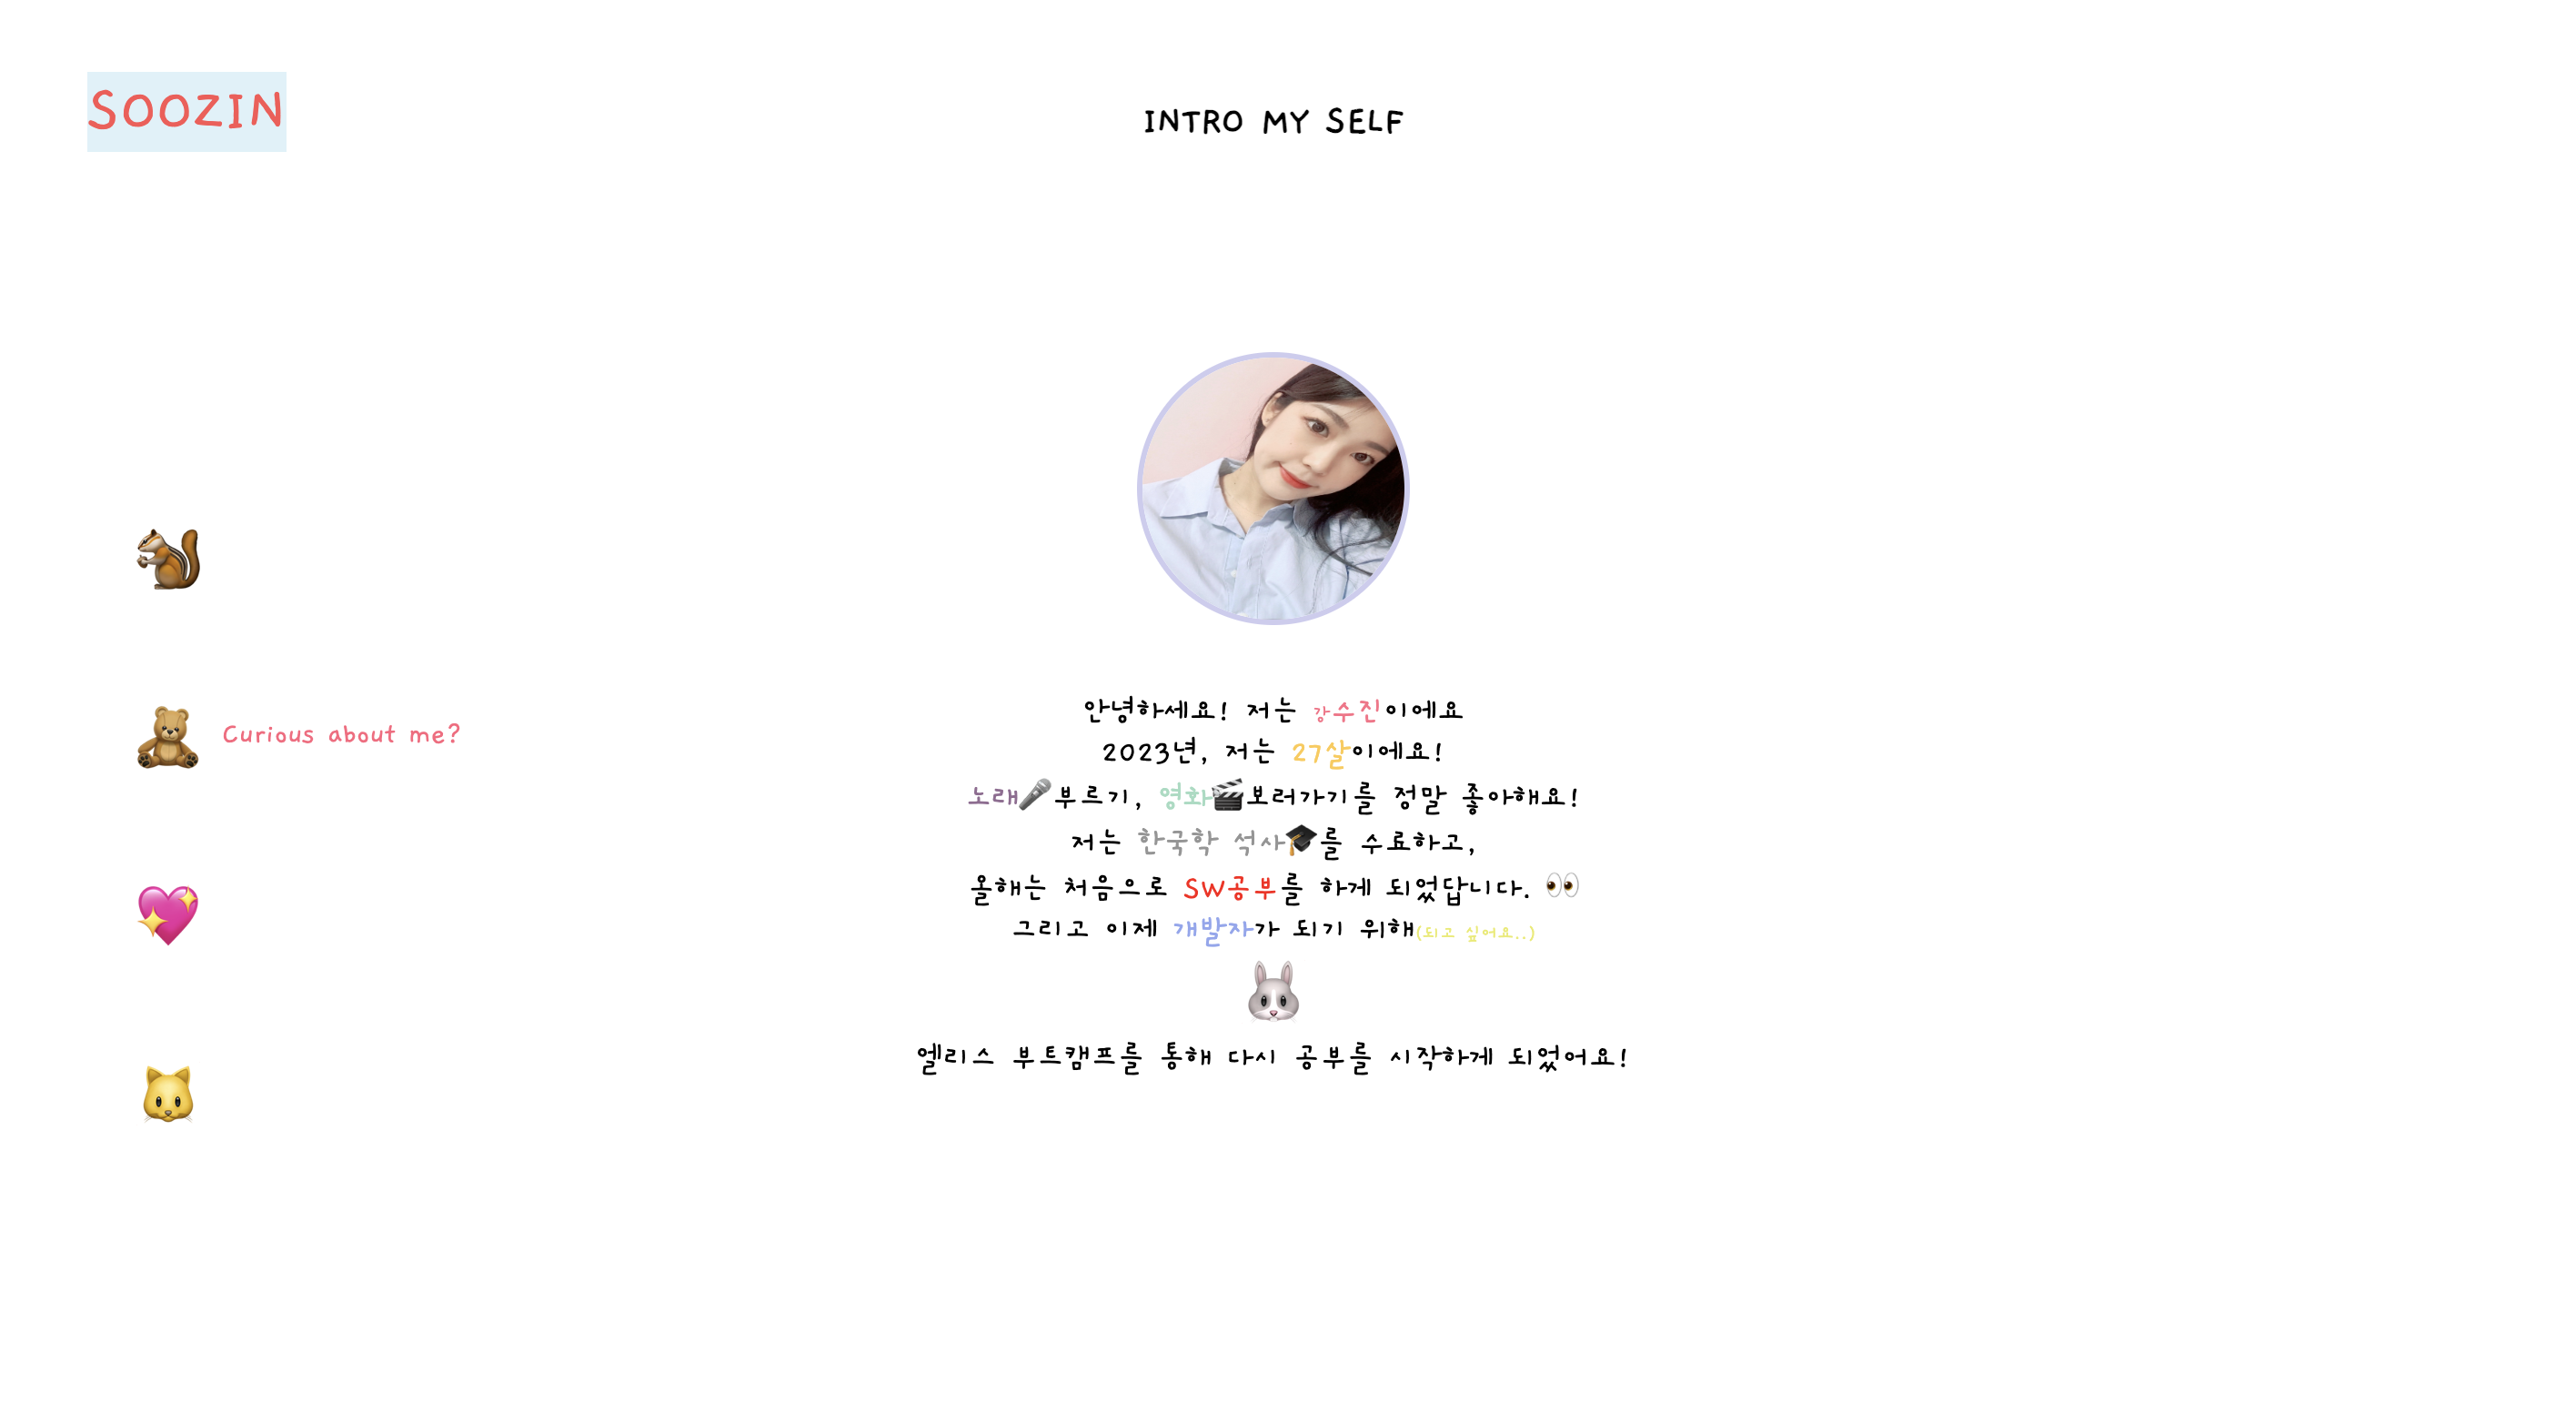 SOOZIN
INTRO MY SELF
Curious about me?
안녕하세요! 저는 강수진이에요
2023년, 저는 27살이에요!
노래🎤부르기, 영화🎬보러가기를 정말 좋아해요!
저는 한국학 석사🎓를 수료하고,
올해는 처음으로 SW공부를 하게 되었답니다. 👀
그리고 이제 개발자가 되기 위해(되고 싶어요..)
엘리스 부트캠프를 통해 다시 공부를 시작하게 되었어요!